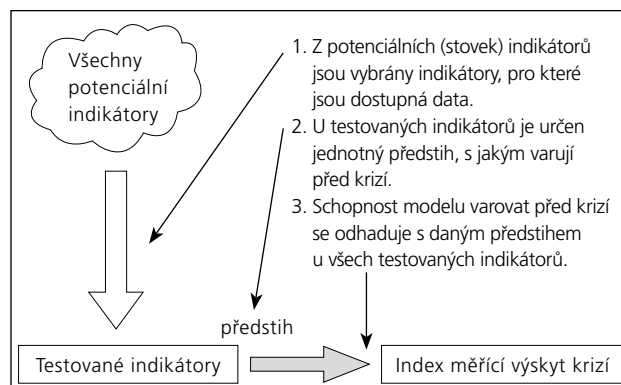 Všechny
potenciální
indikátory
1. Z potenciálních (stovek) indikátorů
jsou vybrány indikátory, pro které
jsou dostupná data.
2. U testovaných indikátorů je určen
jednotný předstih, s jakým varují
před krizí.
3. Schopnost modelu varovat před krizí
se odhaduje s daným předstihem
u všech testovaných indikátorů.
předstih
Testované indikátory
Index měřící výskyt krizí